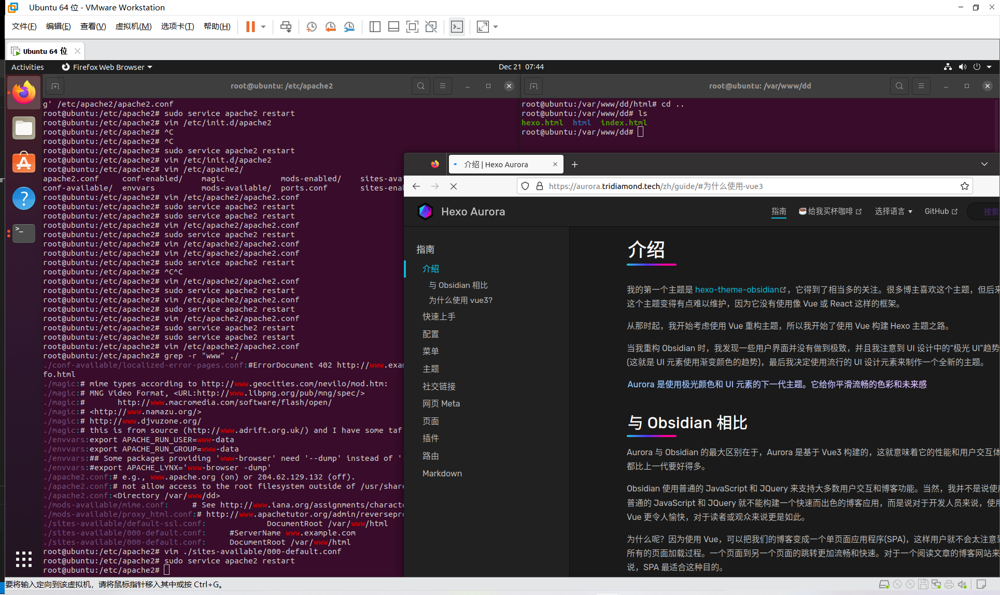 Ubuntu 64 位 - VMware Workstation
文件(F) 编辑(E) 查看(V) 虚拟机(M) 选项卡(T) 帮助(H)
Ubuntu 64 位
Activities Firefox Web Browser Dec 21 07:44
root@ubuntu: /etc/apache2
g' /etc/apache2/apache2.conf
root@ubuntu:/etc/apache2# sudo service apache2 restart
root@ubuntu:/etc/apache2# vim /etc/init.d/apache2
root@ubuntu:/etc/apache2# ^C
root@ubuntu:/etc/apache2# ^C
root@ubuntu:/etc/apache2# sudo service apache2 restart
root@ubuntu:/etc/apache2# vim /etc/init.d/apache2
root@ubuntu:/etc/apache2# vim /etc/apache2/
apache2.conf conf-enabled/ magic mods-enabled/ sites-ava
conf-available/ envvars mods-available/ ports.conf sites-ena
root@ubuntu:/etc/apache2# vim /etc/apache2/apache2.conf
root@ubuntu:/etc/apache2# sudo service apache2 restart
root@ubuntu:/etc/apache2# sudo service apache2 restart
root@ubuntu:/etc/apache2# vim /etc/apache2/apache2.conf
root@ubuntu:/etc/apache2# sudo service apache2 restart
root@ubuntu:/etc/apache2# vim /etc/apache2/apache2.conf
root@ubuntu:/etc/apache2# vim /etc/apache2/apache2.conf
root@ubuntu:/etc/apache2# sudo service apache2 restart
root@ubuntu:/etc/apache2# ^C^C
root@ubuntu:/etc/apache2# vim /etc/apache2/apache2.conf
root@ubuntu:/etc/apache2# sudo service apache2 restart
root@ubuntu:/etc/apache2# vim /etc/apache2/apache2.conf
root@ubuntu:/etc/apache2# sudo service apache2 restart
root@ubuntu:/etc/apache2# vim /etc/apache2/apache2.conf
root@ubuntu:/etc/apache2# sudo service apache2 restart
root@ubuntu:/etc/apache2# sudo service apache2 restart
root@ubuntu:/etc/apache2# vim /etc/apache2/apache2.conf
root@ubuntu:/etc/apache2# grep -r "www" ./
./conf-available/localized-error-pages.conf:#ErrorDocument 402 http://www.exam
fo.html
./magic:# mime types according to http://www.geocities.com/nevilo/mod.htm:
./magic:# MNG Video Format, <URL:http://www.libpng.org/pub/mng/spec/>
./magic:# http://www.macromedia.com/software/flash/open/
./magic:# <http://www.namazu.org/>
./magic:# http://www.djvuzone.org/
./magic:# this is from source (http://www.adrift.org.uk/) and I have some taf
./envvars:export APACHE_RUN_USER=www-data
./envvars:export APACHE_RUN_GROUP=www-data
./envvars:## Some packages providing 'www-browser' need '--dump' instead of '-
./envvars:#export APACHE_LYNX='www-browser -dump'
./apache2.conf:# e.g., www.apache.org (on) or 204.62.129.132 (off).
./apache2.conf:# not allow access to the root filesystem outside of /usr/share
./apache2.conf:<Directory /var/www/dd>
./mods-available/mime.conf: # See http://www.iana.org/assignments/characte
./mods-available/proxy_html.conf:# http://www.apachetutor.org/admin/reversepro
./sites-available/default-ssl.conf: DocumentRoot /var/www/html
./sites-available/000-default.conf: #ServerName www.example.com
./sites-available/000-default.conf: DocumentRoot /var/www/html
root@ubuntu:/etc/apache2# vim ./sites-available/000-default.conf
root@ubuntu:/etc/apache2# sudo service apache2 restart
root@ubuntu:/etc/apache2#
root@ubuntu: /var/www/dd
root@ubuntu:/var/www/dd/html# cd ..
root@ubuntu:/var/www/dd# ls
hexo.html html index.html
root@ubuntu:/var/www/dd#
介绍 | Hexo Aurora
https://aurora.tridiamond.tech/zh/guide/#为什么使用-vue3
Hexo Aurora 指南 给我买杯咖啡 选择语言 GitHub 搜索
指南
介绍
与 Obsidian 相比
为什么使用 vue3?
快速上手
配置
菜单
主题
社交链接
网页 Meta
页面
插件
路由
Markdown
介绍
我的第一个主题是 hexo-theme-obsidian，它得到了相当多的关注。很多博主喜欢这个主题，但后来
这个主题变得有点难以维护，因为它没有使用像 Vue 或 React 这样的框架。
从那时起，我开始考虑使用 Vue 重构主题，所以我开始了使用 Vue 构建 Hexo 主题之路。
当我重构 Obsidian 时，我发现一些用户界面并没有做到极致，并且我注意到 UI 设计中的“极光 UI”趋势
(这就是 UI 元素使用渐变颜色的趋势)，最后我决定使用流行的 UI 设计元素来制作一个全新的主题。
Aurora 是使用极光颜色和 UI 元素的下一代主题。它给你平滑流畅的色彩和未来感
与 Obsidian 相比
Aurora 与 Obsidian 的最大区别在于，Aurora 是基于 Vue3 构建的，这就意味着它的性能和用户交互体
都比上一代要好得多。
Obsidian 使用普通的 JavaScript 和 JQuery 来支持大多数用户交互和博客功能。当然，我并不是说使用
普通的 JavaScript 和 JQuery 就不能构建一个快速而出色的博客应用，而是说对于开发人员来说，使用
Vue 更令人愉快，对于读者或观众来说更是如此。
为什么呢？因为使用 Vue，可以把我们的博客变成一个单页面应用程序(SPA)，这样用户就不会太注意到
所有的页面加载过程。一个页面到另一个页面的跳转更加流畅和快速。对于一个阅读文章的博客网站来
说，SPA 最适合这种目的。
要将输入定向到该虚拟机，请将鼠标指针移入其中或按 Ctrl+G。